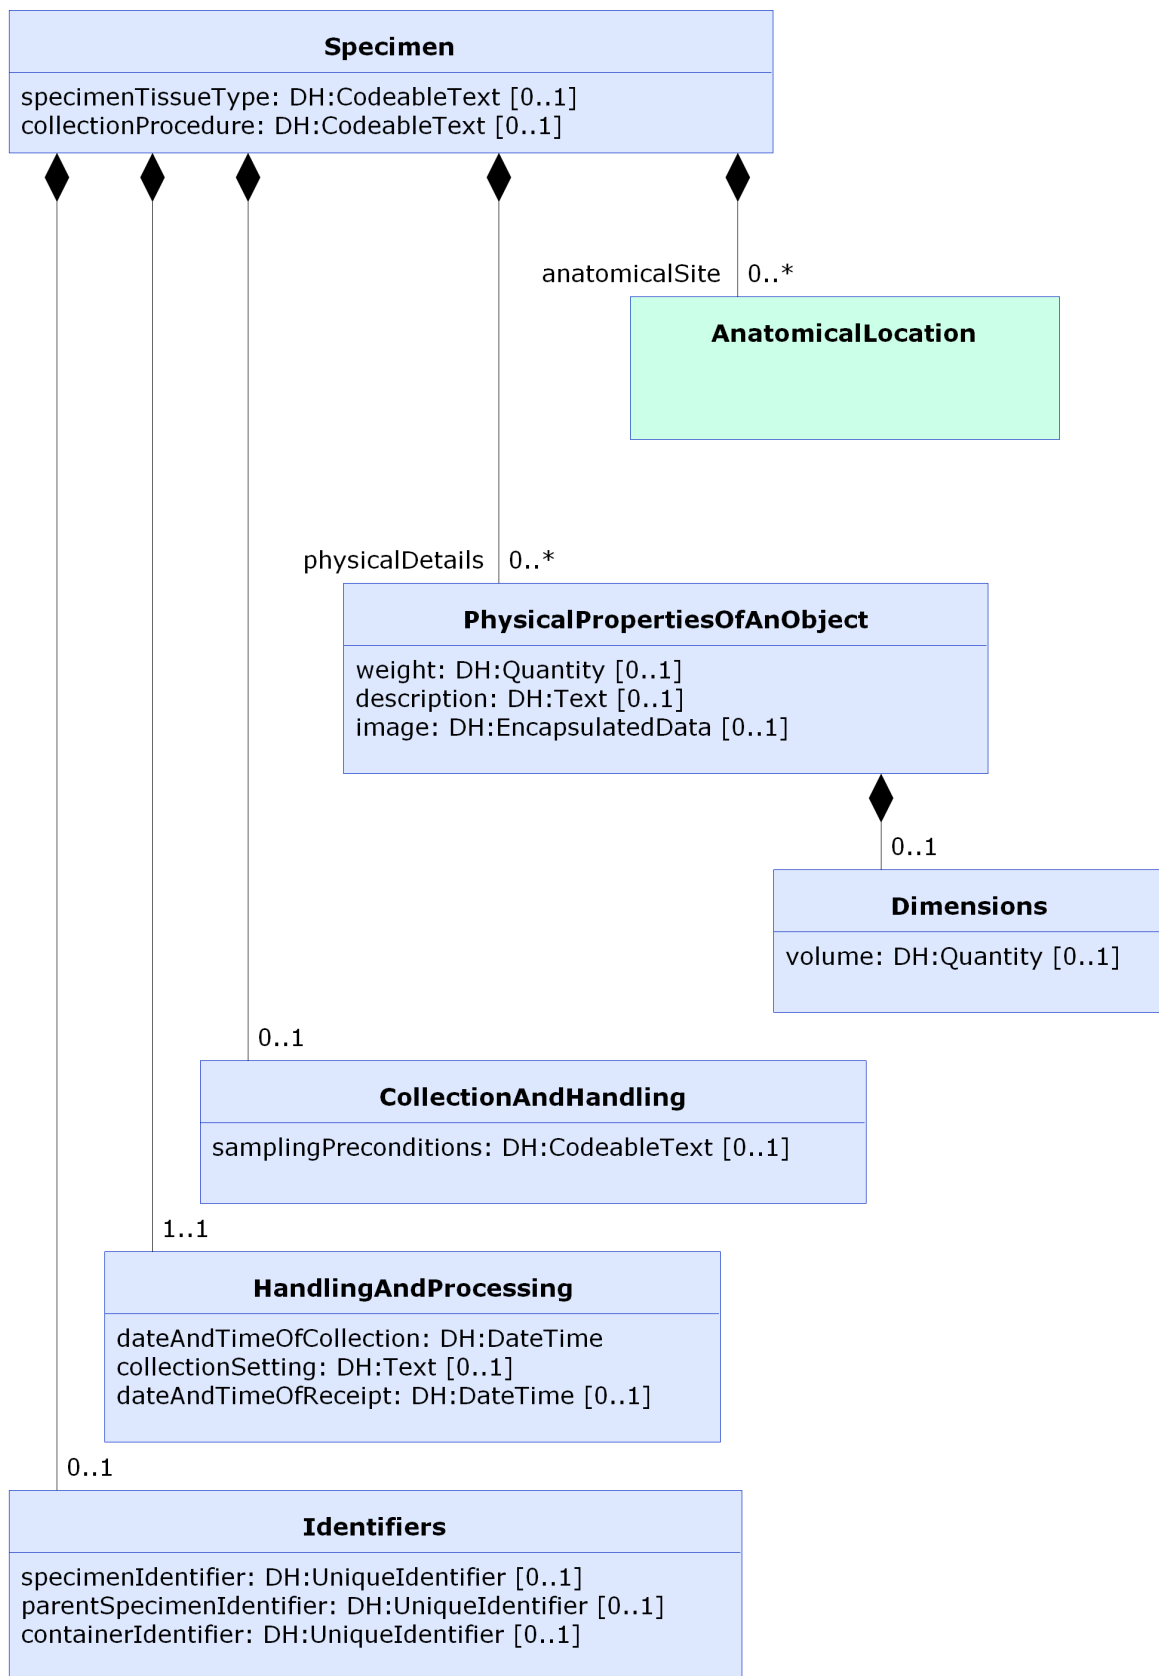 Specimen
specimenTissueType: DH:CodeableText [0..1]
collectionProcedure: DH:CodeableText [0..1]
anatomicalSite 0..*
AnatomicalLocation
physicalDetails 0..*
PhysicalPropertiesOfAnObject
weight: DH:Quantity [0..1]
description: DH:Text [0..1]
image: DH:EncapsulatedData [0..1]
0..1
Dimensions
volume: DH:Quantity [0..1]
0..1
CollectionAndHandling
samplingPreconditions: DH:CodeableText [0..1]
1..1
HandlingAndProcessing
dateAndTimeOfCollection: DH:DateTime
collectionSetting: DH:Text [0..1]
dateAndTimeOfReceipt: DH:DateTime [0..1]
0..1
Identifiers
specimenIdentifier: DH:UniqueIdentifier [0..1]
parentSpecimenIdentifier: DH:UniqueIdentifier [0..1]
containerIdentifier: DH:UniqueIdentifier [0..1]